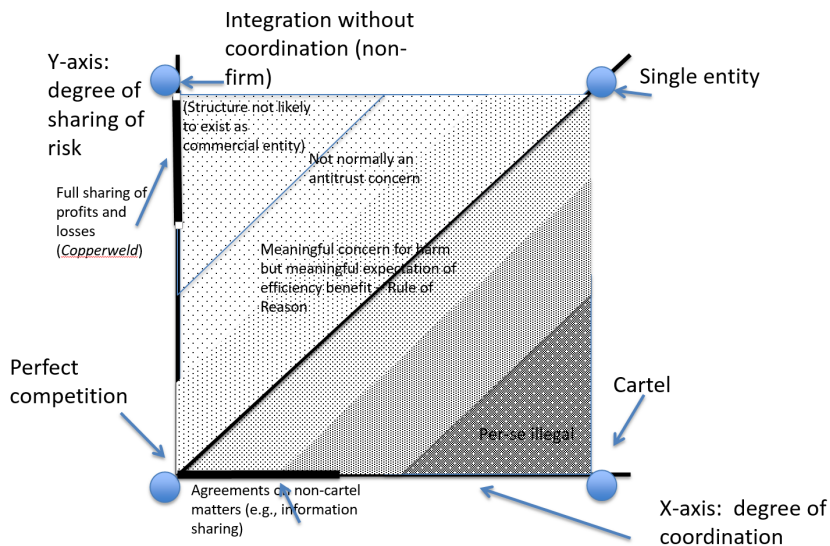 Integration without
coordination (non-
firm)
Y-axis:
degree of
sharing of
risk
Single entity
(Structure not likely
to exist as
commercial entity)
Not normally an
antitrust concern
Full sharing of
profits and
losses
(Copperweld)
Meaningful concern for harm
but meaningful expectation of
efficiency benefit – Rule of
Reason
Perfect
competition
Cartel
Per-se illegal
Agreements on non-cartel
matters (e.g., information
sharing)
X-axis: degree of
coordination